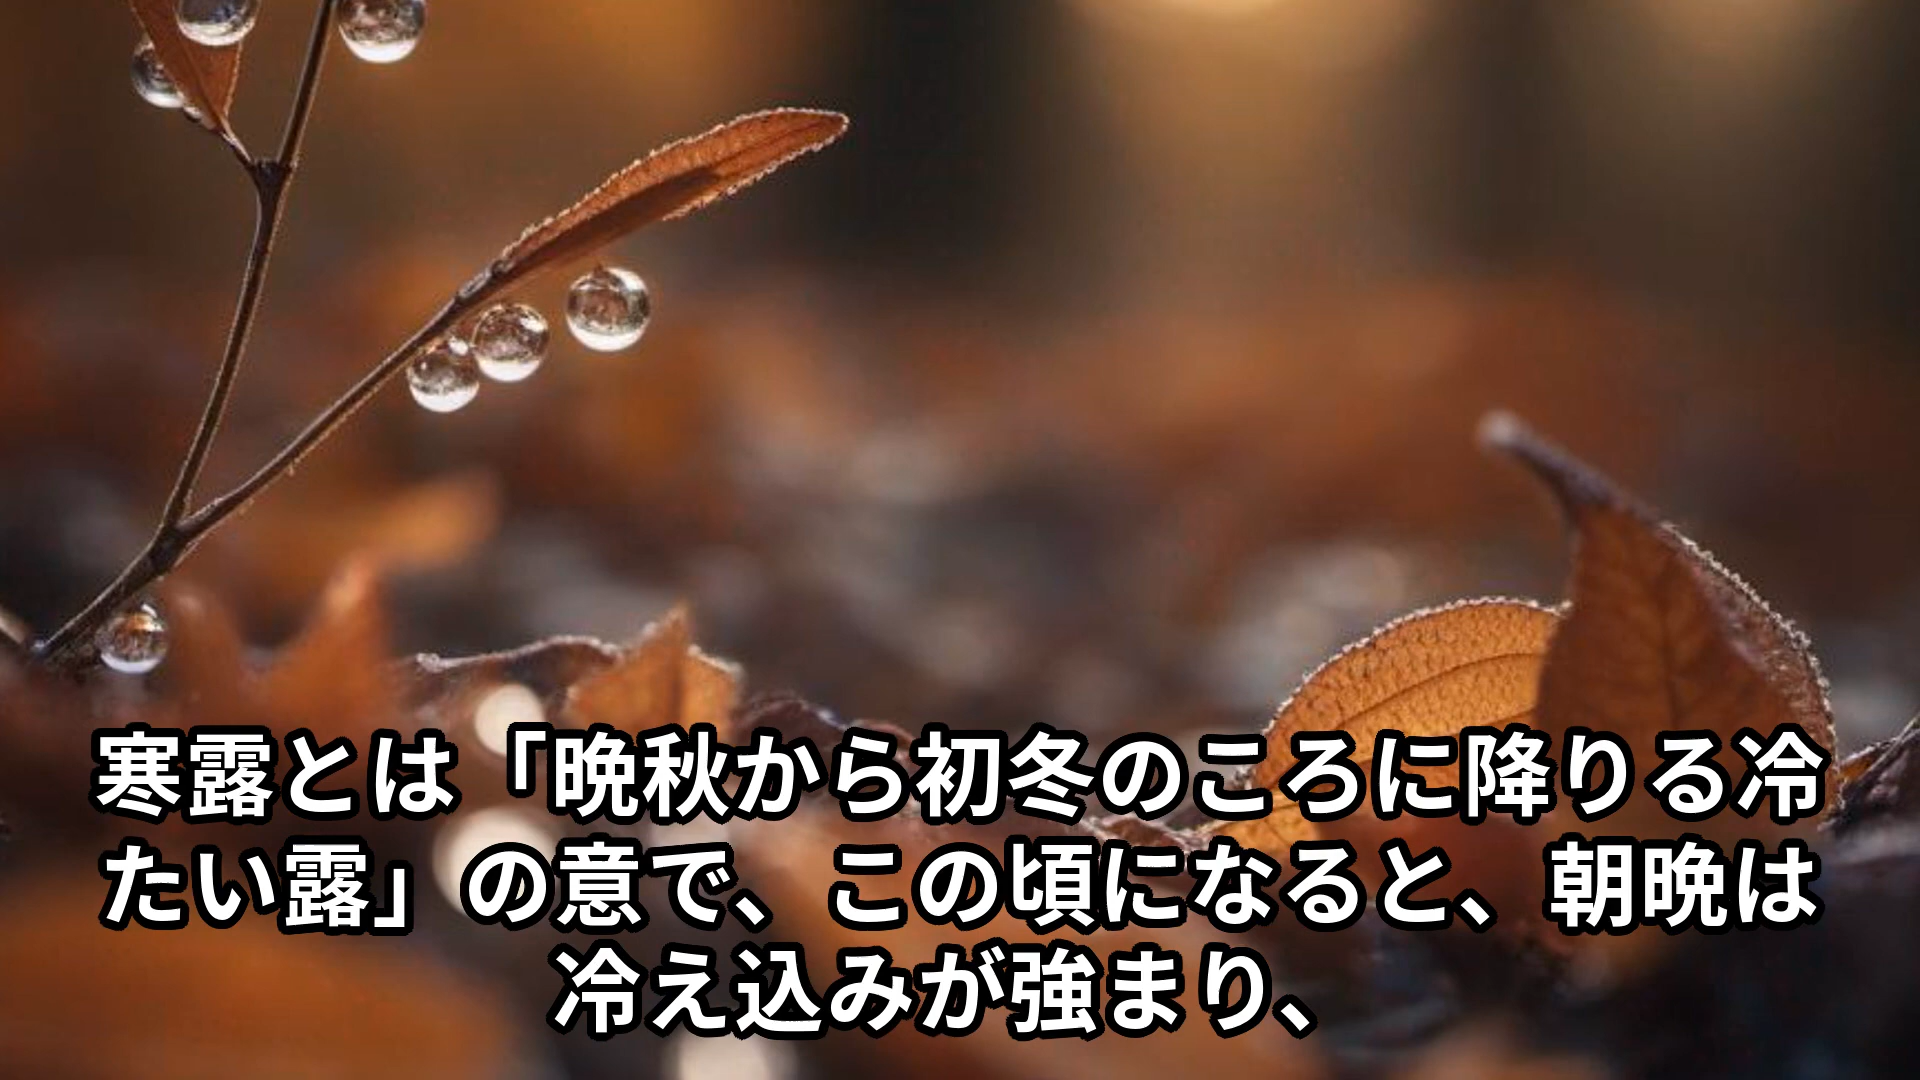 寒露とは「晩秋から初冬のころに降りる冷
たい露」の意で、この頃になると、朝晩は
冷え込みが強まり、